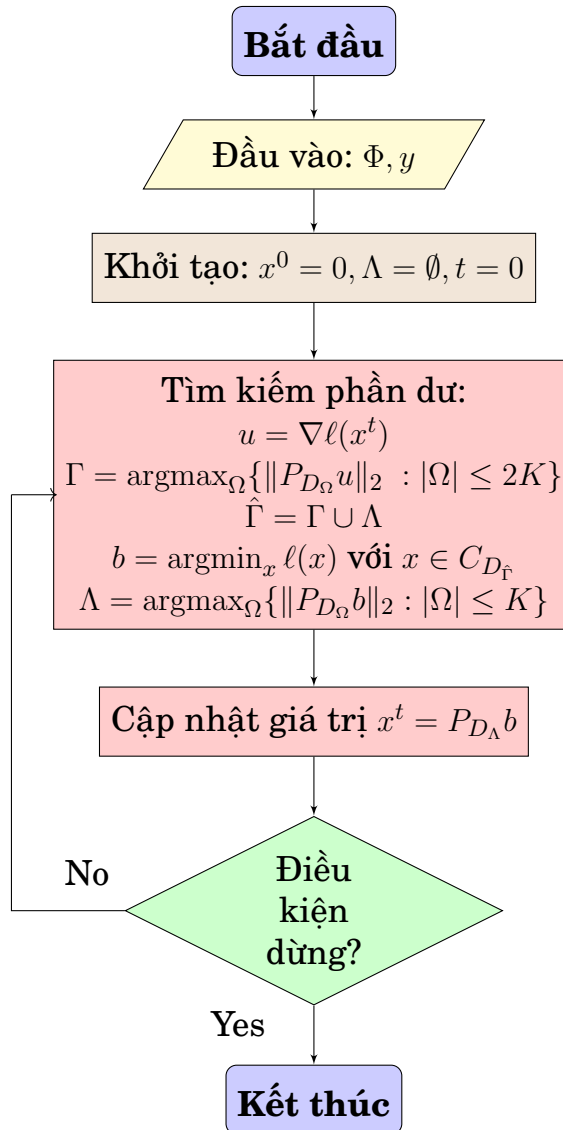 Bắt đầu
Đầu vào: Φ, y
Khởi tạo: x⁰ = 0, Λ = ∅, t = 0
Tìm kiếm phần dư:
u = ∇ℓ(xᵗ)
Γ = argmax_Ω{‖P_{D_Ω} u‖₂ : |Ω| ≤ 2K}
Γ̂ = Γ ∪ Λ
b = argmin_x ℓ(x) với x ∈ C_{D_Γ̂}
Λ = argmax_Ω{‖P_{D_Ω} b‖₂ : |Ω| ≤ K}
Cập nhật giá trị xᵗ = P_{D_Λ} b
No
Điều
kiện
dừng?
Yes
Kết thúc